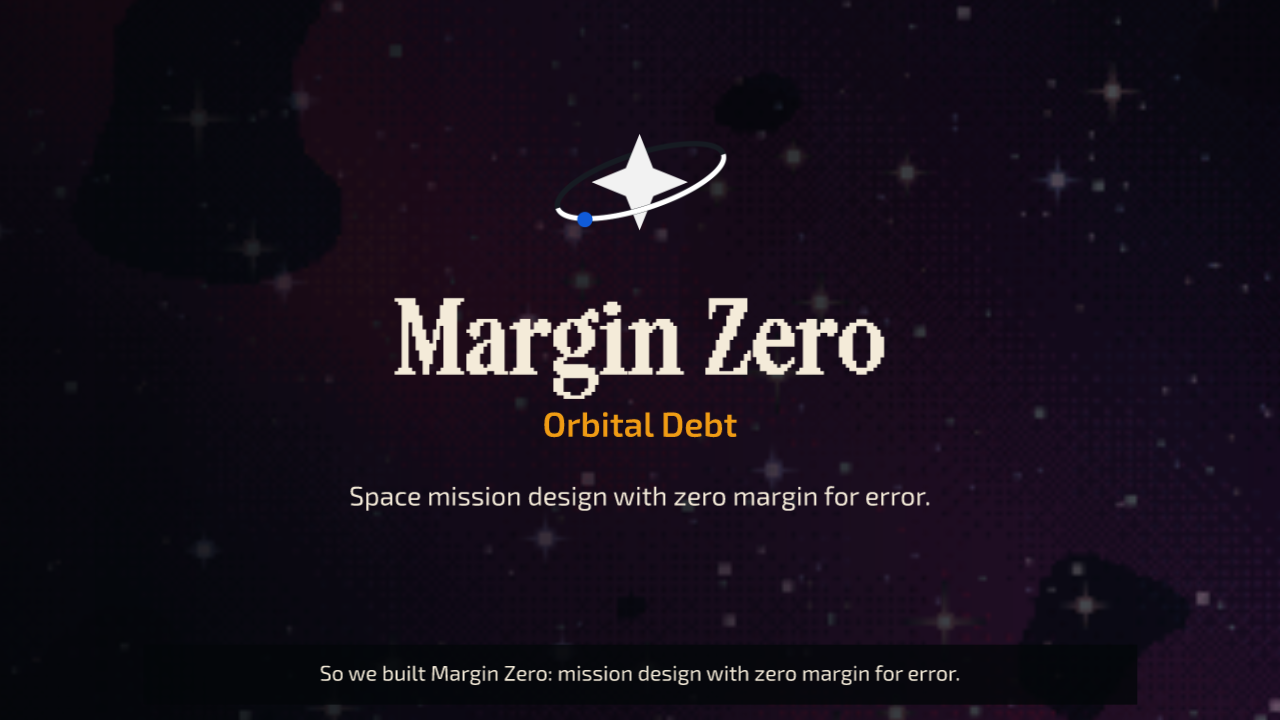 Margin Zero
Orbital Debt
Space mission design with zero margin for error.
So we built Margin Zero: mission design with zero margin for error.